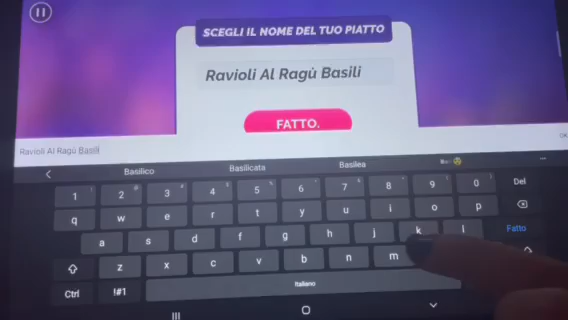 SCEGLI IL NOME DEL TUO PIATTO
Ravioli Al Ragù Basili
FATTO.
Ravioli Al Ragù Basili
Basilico Basilicata Basilea
1 2 3 4 5 6 7 8 9 0 Del
q w e r t y u i o p
a s d f g h j k l Fatto
z x c v b n m
Ctrl !#1 Italiano